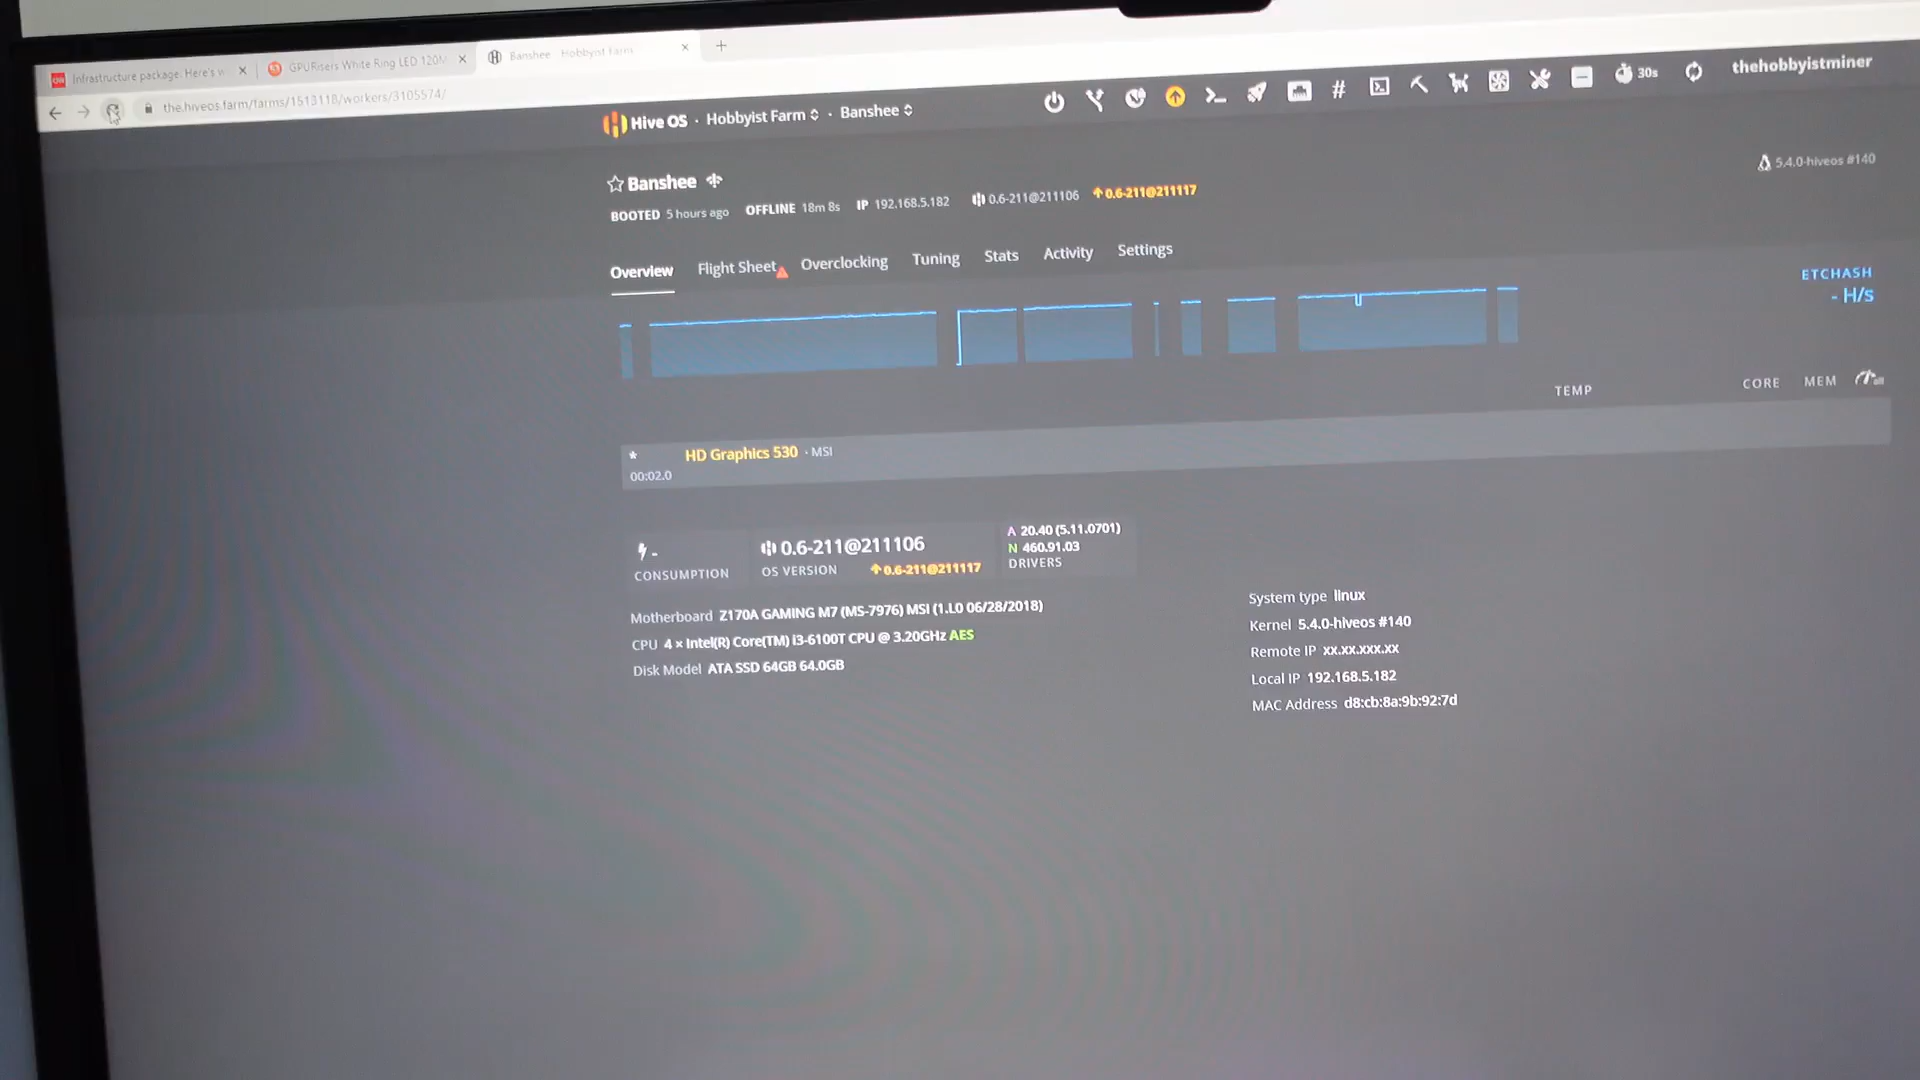 Infrastructure package: Here's w
GPURisers White Ring LED 120M
Banshee Hobbyist Farm
the.hiveos.farm/farms/1513118/workers/3105574/
Hive OS · Hobbyist Farm · Banshee
30s
thehobbyistminer
Banshee
5.4.0-hiveos #140
BOOTED 5 hours ago OFFLINE 18m 8s IP 192.168.5.182 0.6-211@211106 0.6-211@211117
Overview Flight Sheet Overclocking Tuning Stats Activity Settings
ETCHASH
- H/s
TEMP CORE MEM
* HD Graphics 530 · MSI
00:02.0
-
CONSUMPTION
0.6-211@211106
OS VERSION 0.6-211@211117
A 20.40 (5.11.0701)
N 460.91.03
DRIVERS
Motherboard Z170A GAMING M7 (MS-7976) MSI (1.L0 06/28/2018)
CPU 4 × Intel(R) Core(TM) i3-6100T CPU @ 3.20GHz AES
Disk Model ATA SSD 64GB 64.0GB
System type linux
Kernel 5.4.0-hiveos #140
Remote IP xx.xx.xxx.xx
Local IP 192.168.5.182
MAC Address d8:cb:8a:9b:92:7d